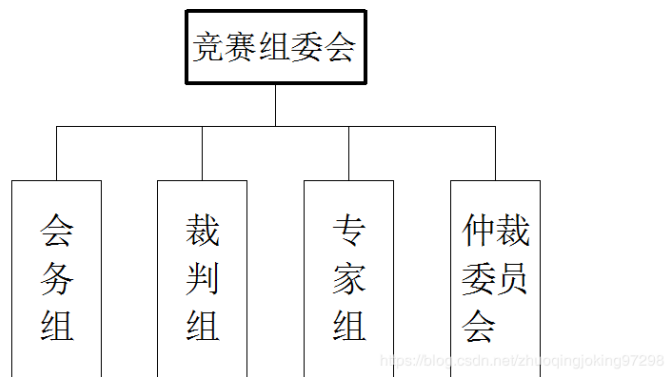 竞赛组委会
会务组
裁判组
专家组
仲裁委员会
https://blog.csdn.net/zhuoqingjoking97298